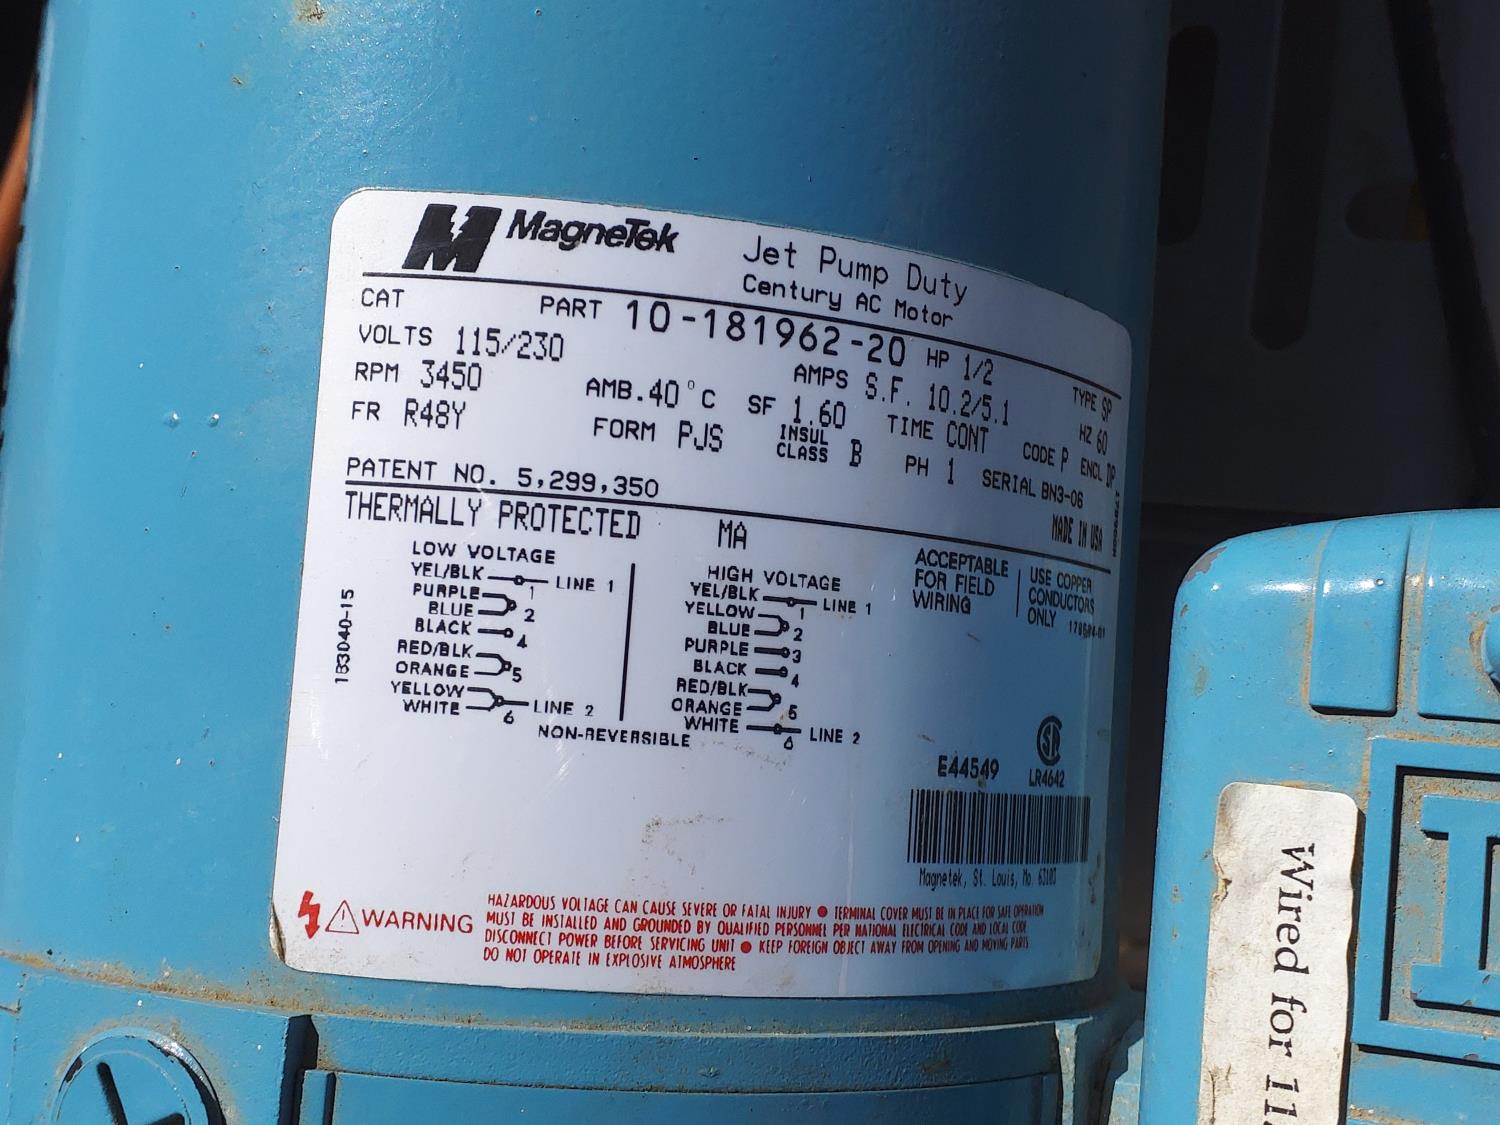 MagneTek
Jet Pump Duty
Century AC Motor
CAT PART 10-181962-20 HP 1/2 TYPE SP
VOLTS 115/230 AMPS S.F. 10.2/5.1 HZ 60
RPM 3450 AMB. 40°C SF 1.60 TIME CONT CODE P ENCL DP
FR R48Y FORM PJS INSUL CLASS B PH 1 SERIAL BN3-06
PATENT NO. 5,299,350 MADE IN USA
THERMALLY PROTECTED MA
LOW VOLTAGE
YEL/BLK 1 LINE 1
PURPLE
BLUE 2
BLACK 4
RED/BLK
ORANGE 5
YELLOW
WHITE 6 LINE 2
HIGH VOLTAGE
YEL/BLK 1 LINE 1
YELLOW
BLUE 2
PURPLE 3
BLACK 4
RED/BLK
ORANGE 5
WHITE 6 LINE 2
NON-REVERSIBLE
183040-15
ACCEPTABLE
FOR FIELD
WIRING
USE COPPER
CONDUCTORS
ONLY
E44549
LR4642
Magnetek, St. Louis, Mo. 63103
WARNING
HAZARDOUS VOLTAGE CAN CAUSE SEVERE OR FATAL INJURY ● TERMINAL COVER MUST BE IN PLACE FOR SAFE OPERATION
MUST BE INSTALLED AND GROUNDED BY QUALIFIED PERSONNEL PER NATIONAL ELECTRICAL CODE AND LOCAL CODE
DISCONNECT POWER BEFORE SERVICING UNIT ● KEEP FOREIGN OBJECT AWAY FROM OPENING AND MOVING PARTS
DO NOT OPERATE IN EXPLOSIVE ATMOSPHERE
Wired for